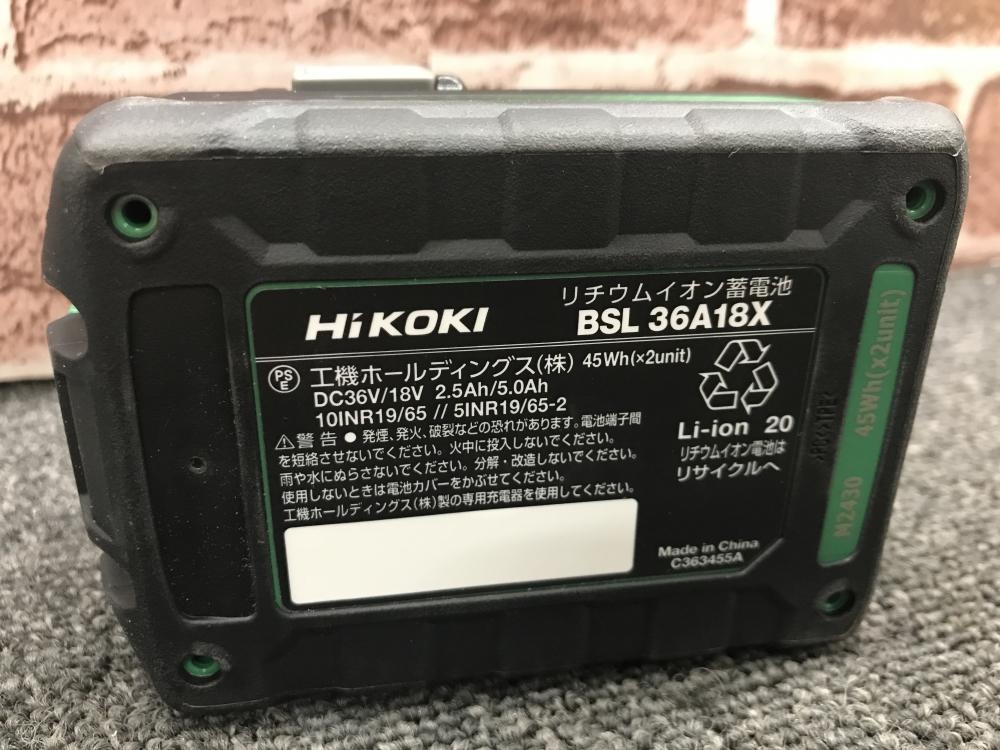 HiKOKI
リチウムイオン蓄電池
BSL 36A18X
PSE
工機ホールディングス(株) 45Wh(×2unit)
DC36V/18V 2.5Ah/5.0Ah
10INR19/65 // 5INR19/65-2
⚠警告 ● 発煙、発火、破裂などの恐れがあります。電池端子間
を短絡させないでください。火中に投入しないでください。
雨や水にぬらさないでください。分解・改造しないでください。
使用しないときは電池カバーをかぶせてください。
工機ホールディングス(株)製の専用充電器を使用してください。
Li-ion 20
リチウムイオン電池は
リサイクルへ
Made in China
C363455A
M2430 45Wh(x2unit)